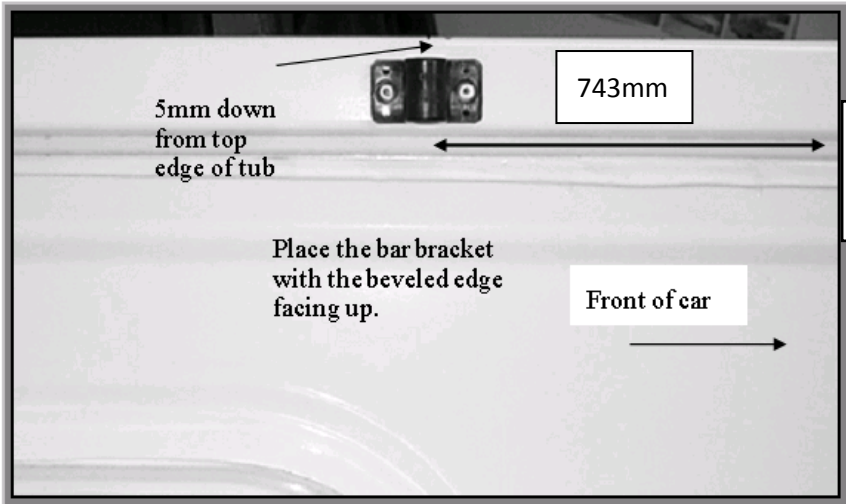 743mm
5mm down
from top
edge of tub
Place the bar bracket
with the beveled edge
facing up.
Front of car